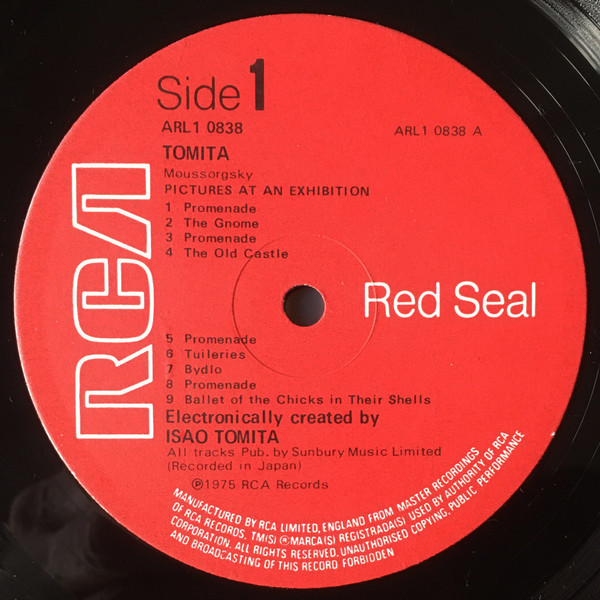 Side 1
ARL1 0838
ARL1 0838 A
TOMITA
Moussorgsky
PICTURES AT AN EXHIBITION
1 Promenade
2 The Gnome
3 Promenade
4 The Old Castle
RCA
Red Seal
5 Promenade
6 Tuileries
7 Bydlo
8 Promenade
9 Ballet of the Chicks in Their Shells
Electronically created by
ISAO TOMITA
All tracks Pub. by Sunbury Music Limited
(Recorded in Japan)
Ⓟ1975 RCA Records
MANUFACTURED BY RCA LIMITED, ENGLAND FROM MASTER RECORDINGS
OF RCA RECORDS. TM(S) ® MARCA(S) REGISTRADA(S) USED BY AUTHORITY OF RCA
CORPORATION. ALL RIGHTS RESERVED. UNAUTHORISED COPYING, PUBLIC PERFORMANCE
AND BROADCASTING OF THIS RECORD FORBIDDEN